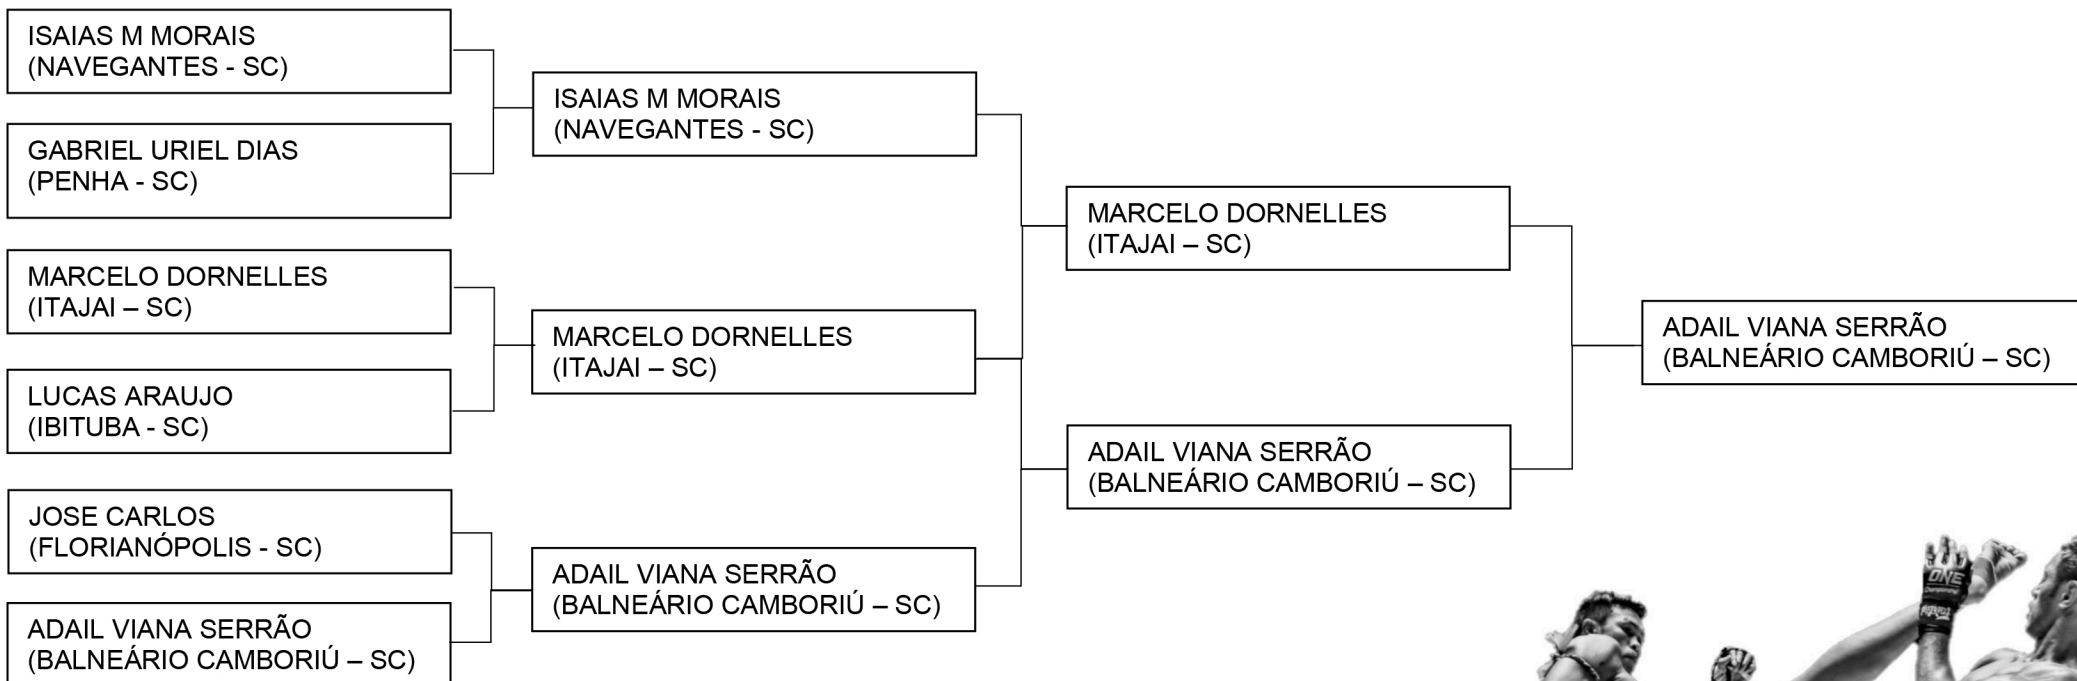 ISAIAS M MORAIS
(NAVEGANTES - SC)
GABRIEL URIEL DIAS
(PENHA - SC)
MARCELO DORNELLES
(ITAJAI – SC)
LUCAS ARAUJO
(IBITUBA - SC)
JOSE CARLOS
(FLORIANÓPOLIS - SC)
ADAIL VIANA SERRÃO
(BALNEÁRIO CAMBORIÚ – SC)
ISAIAS M MORAIS
(NAVEGANTES - SC)
MARCELO DORNELLES
(ITAJAI – SC)
ADAIL VIANA SERRÃO
(BALNEÁRIO CAMBORIÚ – SC)
MARCELO DORNELLES
(ITAJAI – SC)
ADAIL VIANA SERRÃO
(BALNEÁRIO CAMBORIÚ – SC)
ADAIL VIANA SERRÃO
(BALNEÁRIO CAMBORIÚ – SC)
ONE